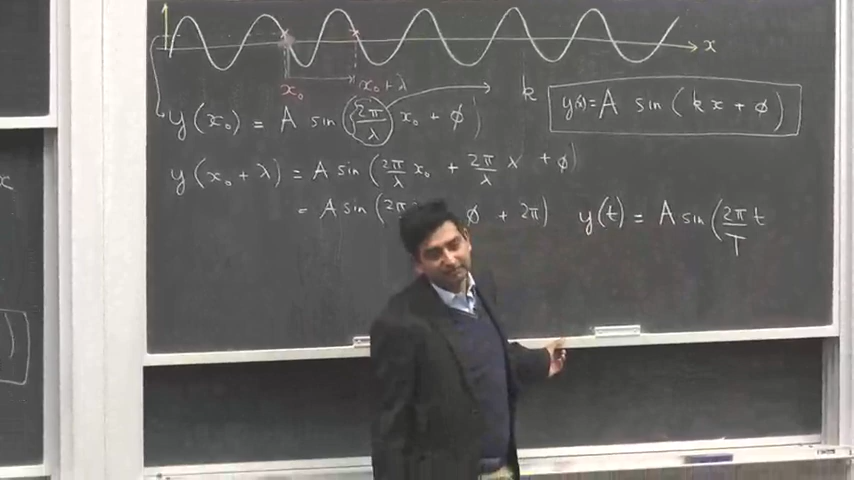 x
x₀ x₀+λ
y(x₀) = A sin(2π/λ x₀ + ϕ) k y(x) = A sin(kx + ϕ)
y(x₀ + λ) = A sin(2π/λ x₀ + 2π/λ λ + ϕ)
= A sin(2π ϕ + 2π) y(t) = A sin(2π/T t